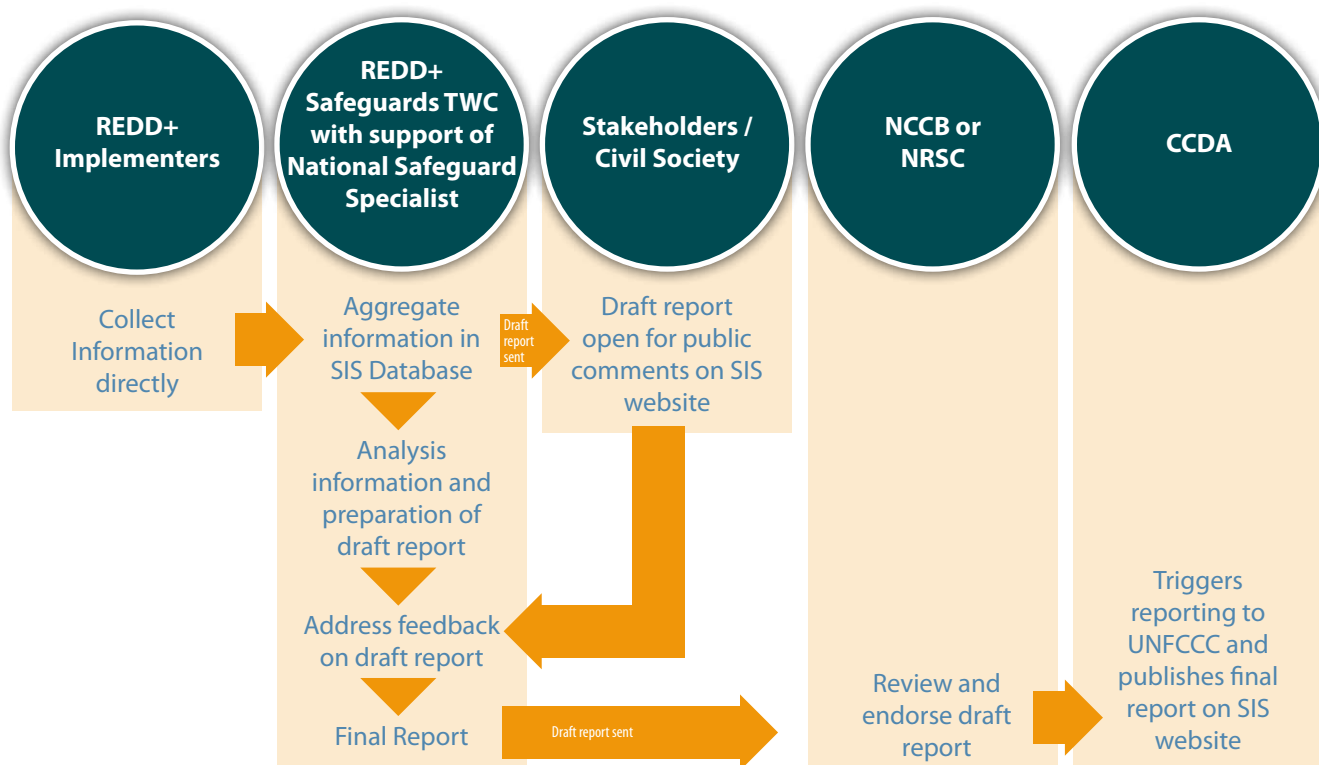 REDD+
Implementers
REDD+
Safeguards TWC
with support of
National Safeguard
Specialist
Stakeholders /
Civil Society
NCCB or
NRSC
CCDA
Collect
Information
directly
Aggregate
information in
SIS Database
Draft
report
sent
Draft report
open for public
comments on SIS
website
Analysis
information and
preparation of
draft report
Address feedback
on draft report
Final Report
Draft report sent
Review and
endorse draft
report
Triggers
reporting to
UNFCCC and
publishes final
report on SIS
website